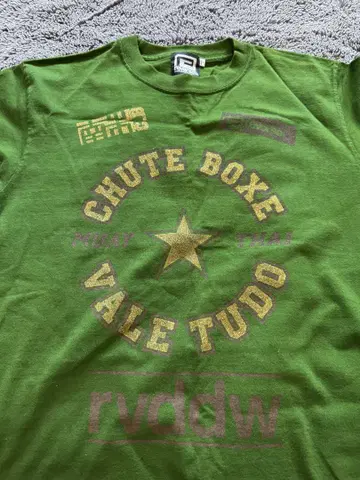 CHUTE BOXE
MUAY THAI
VALE TUDO
rvddw